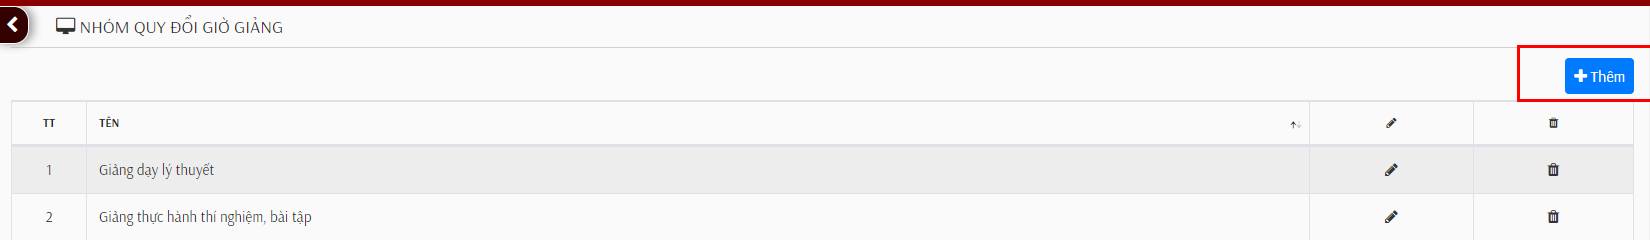 NHÓM QUY ĐỔI GIỜ GIẢNG
Thêm
TT TÊN
1 Giảng dạy lý thuyết
2 Giảng thực hành thí nghiệm, bài tập